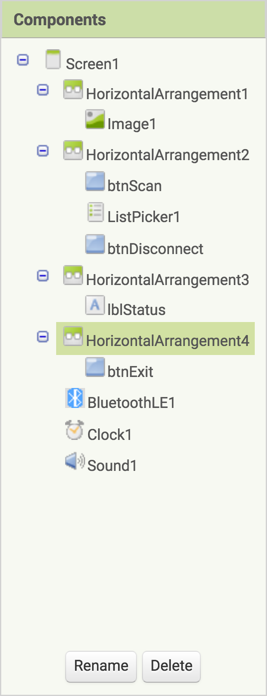 Components
Screen1
HorizontalArrangement1
Image1
HorizontalArrangement2
btnScan
ListPicker1
btnDisconnect
HorizontalArrangement3
A lblStatus
HorizontalArrangement4
btnExit
BluetoothLE1
Clock1
Sound1
Rename Delete